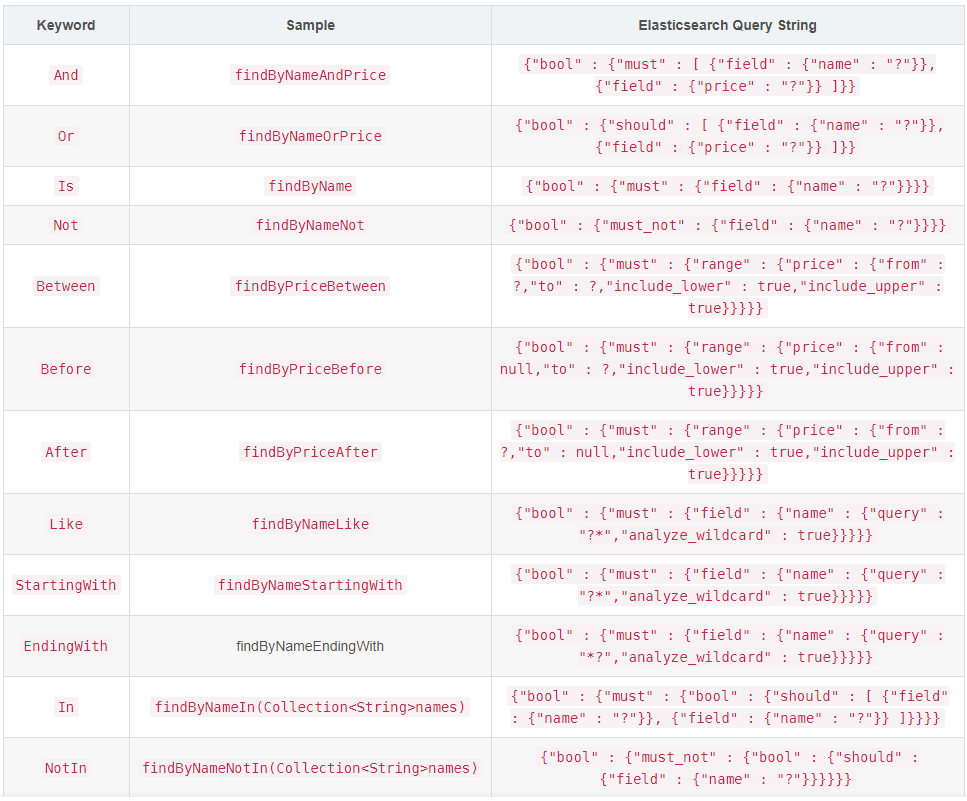 Keyword Sample Elasticsearch Query String
And findByNameAndPrice {"bool" : {"must" : [ {"field" : {"name" : "?"}},
{"field" : {"price" : "?"}} ]}}
Or findByNameOrPrice {"bool" : {"should" : [ {"field" : {"name" : "?"}},
{"field" : {"price" : "?"}} ]}}
Is findByName {"bool" : {"must" : {"field" : {"name" : "?"}}}}
Not findByNameNot {"bool" : {"must_not" : {"field" : {"name" : "?"}}}}
Between findByPriceBetween {"bool" : {"must" : {"range" : {"price" : {"from" :
?,"to" : ?,"include_lower" : true,"include_upper" :
true}}}}}
Before findByPriceBefore {"bool" : {"must" : {"range" : {"price" : {"from" :
null,"to" : ?,"include_lower" : true,"include_upper" :
true}}}}}
After findByPriceAfter {"bool" : {"must" : {"range" : {"price" : {"from" :
?,"to" : null,"include_lower" : true,"include_upper" :
true}}}}}
Like findByNameLike {"bool" : {"must" : {"field" : {"name" : {"query" :
"?*","analyze_wildcard" : true}}}}}
StartingWith findByNameStartingWith {"bool" : {"must" : {"field" : {"name" : {"query" :
"?*","analyze_wildcard" : true}}}}}
EndingWith findByNameEndingWith {"bool" : {"must" : {"field" : {"name" : {"query" :
"*?","analyze_wildcard" : true}}}}}
In findByNameIn(Collection<String>names) {"bool" : {"must" : {"bool" : {"should" : [ {"field"
: {"name" : "?"}}, {"field" : {"name" : "?"}} ]}}}}
NotIn findByNameNotIn(Collection<String>names) {"bool" : {"must_not" : {"bool" : {"should" :
{"field" : {"name" : "?"}}}}}}